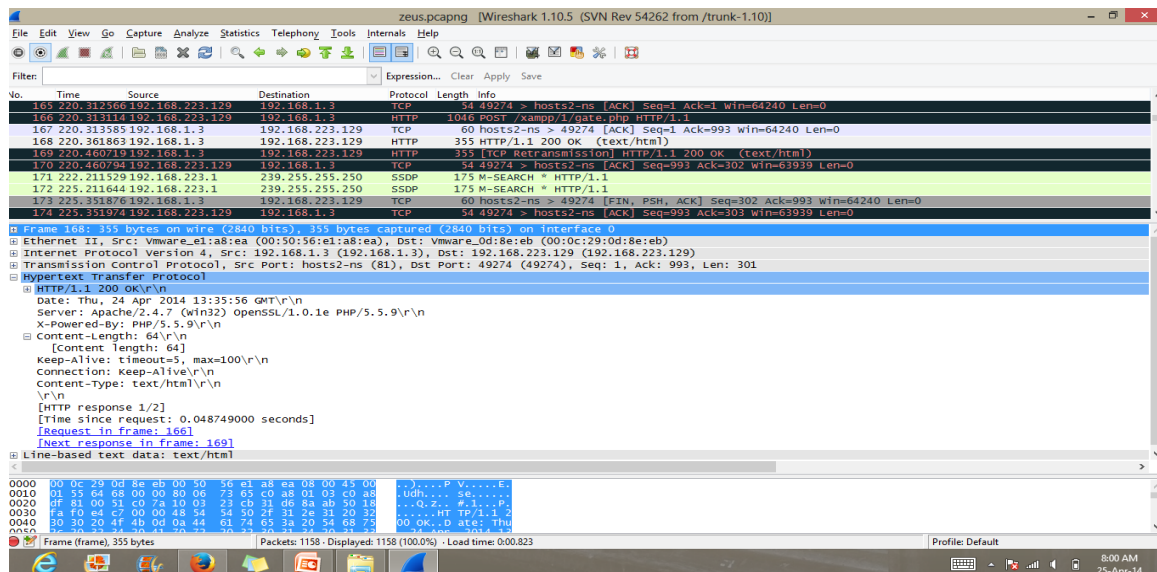 zeus.pcapng [Wireshark 1.10.5 (SVN Rev 54262 from /trunk-1.10)]
File Edit View Go Capture Analyze Statistics Telephony Tools Internals Help
Filter: Expression... Clear Apply Save
No. Time Source Destination Protocol Length Info
165 220.312566 192.168.223.129 192.168.1.3 TCP 54 49274 > hosts2-ns [ACK] Seq=1 Ack=1 Win=64240 Len=0
166 220.313114 192.168.223.129 192.168.1.3 HTTP 1046 POST /xampp/1/gate.php HTTP/1.1
167 220.313585 192.168.1.3 192.168.223.129 TCP 60 hosts2-ns > 49274 [ACK] Seq=1 Ack=993 Win=64240 Len=0
168 220.361863 192.168.1.3 192.168.223.129 HTTP 355 HTTP/1.1 200 OK (text/html)
169 220.460719 192.168.1.3 192.168.223.129 HTTP 355 [TCP Retransmission] HTTP/1.1 200 OK (text/html)
170 220.460794 192.168.223.129 192.168.1.3 TCP 54 49274 > hosts2-ns [ACK] Seq=993 Ack=302 Win=63939 Len=0
171 222.211529 192.168.223.1 239.255.255.250 SSDP 175 M-SEARCH * HTTP/1.1
172 225.211644 192.168.223.1 239.255.255.250 SSDP 175 M-SEARCH * HTTP/1.1
173 225.351876 192.168.1.3 192.168.223.129 TCP 60 hosts2-ns > 49274 [FIN, PSH, ACK] Seq=302 Ack=993 Win=64240 Len=0
174 225.351974 192.168.223.129 192.168.1.3 TCP 54 49274 > hosts2-ns [ACK] Seq=993 Ack=303 Win=63939 Len=0
Frame 168: 355 bytes on wire (2840 bits), 355 bytes captured (2840 bits) on interface 0
Ethernet II, Src: Vmware_e1:a8:ea (00:50:56:e1:a8:ea), Dst: Vmware_0d:8e:eb (00:0c:29:0d:8e:eb)
Internet Protocol Version 4, Src: 192.168.1.3 (192.168.1.3), Dst: 192.168.223.129 (192.168.223.129)
Transmission Control Protocol, Src Port: hosts2-ns (81), Dst Port: 49274 (49274), Seq: 1, Ack: 993, Len: 301
Hypertext Transfer Protocol
HTTP/1.1 200 OK\r\n
Date: Thu, 24 Apr 2014 13:35:56 GMT\r\n
Server: Apache/2.4.7 (Win32) OpenSSL/1.0.1e PHP/5.5.9\r\n
X-Powered-By: PHP/5.5.9\r\n
Content-Length: 64\r\n
[Content length: 64]
Keep-Alive: timeout=5, max=100\r\n
Connection: Keep-Alive\r\n
Content-Type: text/html\r\n
\r\n
[HTTP response 1/2]
[Time since request: 0.048749000 seconds]
[Request in frame: 166]
[Next response in frame: 169]
Line-based text data: text/html
0000 00 0c 29 0d 8e eb 00 50 56 e1 a8 ea 08 00 45 00 ..)....P V.....E.
0010 01 55 64 68 00 00 80 06 73 65 c0 a8 01 03 c0 a8 .Udh.... se......
0020 df 81 00 51 c0 7a 10 03 23 cb 31 d6 8a ab 50 18 ...Q.z.. #.1...P.
0030 fa f0 e4 c7 00 00 48 54 54 50 2f 31 2e 31 20 32 ......HT TP/1.1 2
0040 30 30 20 4f 4b 0d 0a 44 61 74 65 3a 20 54 68 75 00 OK..D ate: Thu
Frame (frame), 355 bytes Packets: 1158 · Displayed: 1158 (100.0%) · Load time: 0:00.823 Profile: Default
8:00 AM
25-Apr-14